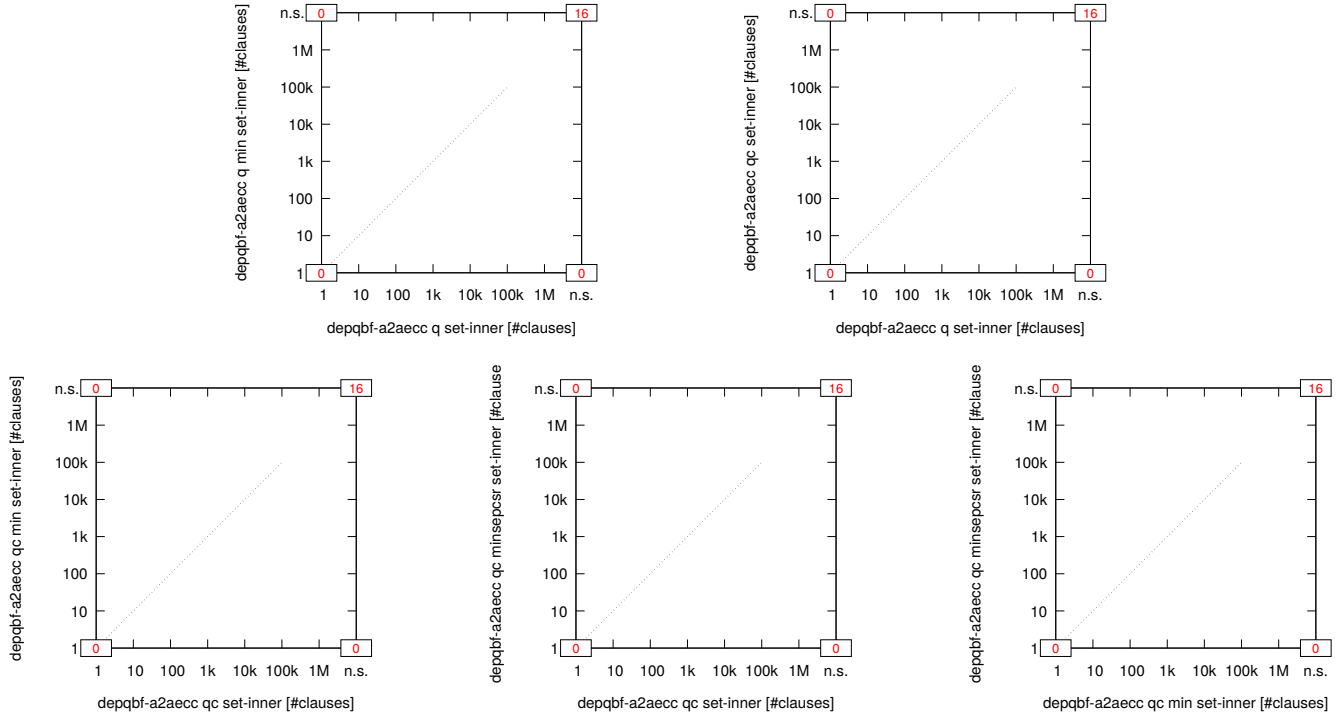 n.s. 0 16
1M
100k
10k
1k
100
10
1 0 0
1 10 100 1k 10k 100k 1M n.s.
depqbf-a2aecc q min set-inner [#clauses]
depqbf-a2aecc q set-inner [#clauses]
n.s. 0 16
1M
100k
10k
1k
100
10
1 0 0
1 10 100 1k 10k 100k 1M n.s.
depqbf-a2aecc qc set-inner [#clauses]
depqbf-a2aecc q set-inner [#clauses]
n.s. 0 16
1M
100k
10k
1k
100
10
1 0 0
1 10 100 1k 10k 100k 1M n.s.
depqbf-a2aecc qc min set-inner [#clauses]
depqbf-a2aecc qc set-inner [#clauses]
n.s. 0 16
1M
100k
10k
1k
100
10
1 0 0
1 10 100 1k 10k 100k 1M n.s.
depqbf-a2aecc qc minsepcsr set-inner [#clause
depqbf-a2aecc qc set-inner [#clauses]
n.s. 0 16
1M
100k
10k
1k
100
10
1 0 0
1 10 100 1k 10k 100k 1M n.s.
depqbf-a2aecc qc minsepcsr set-inner [#clause
depqbf-a2aecc qc min set-inner [#clauses]